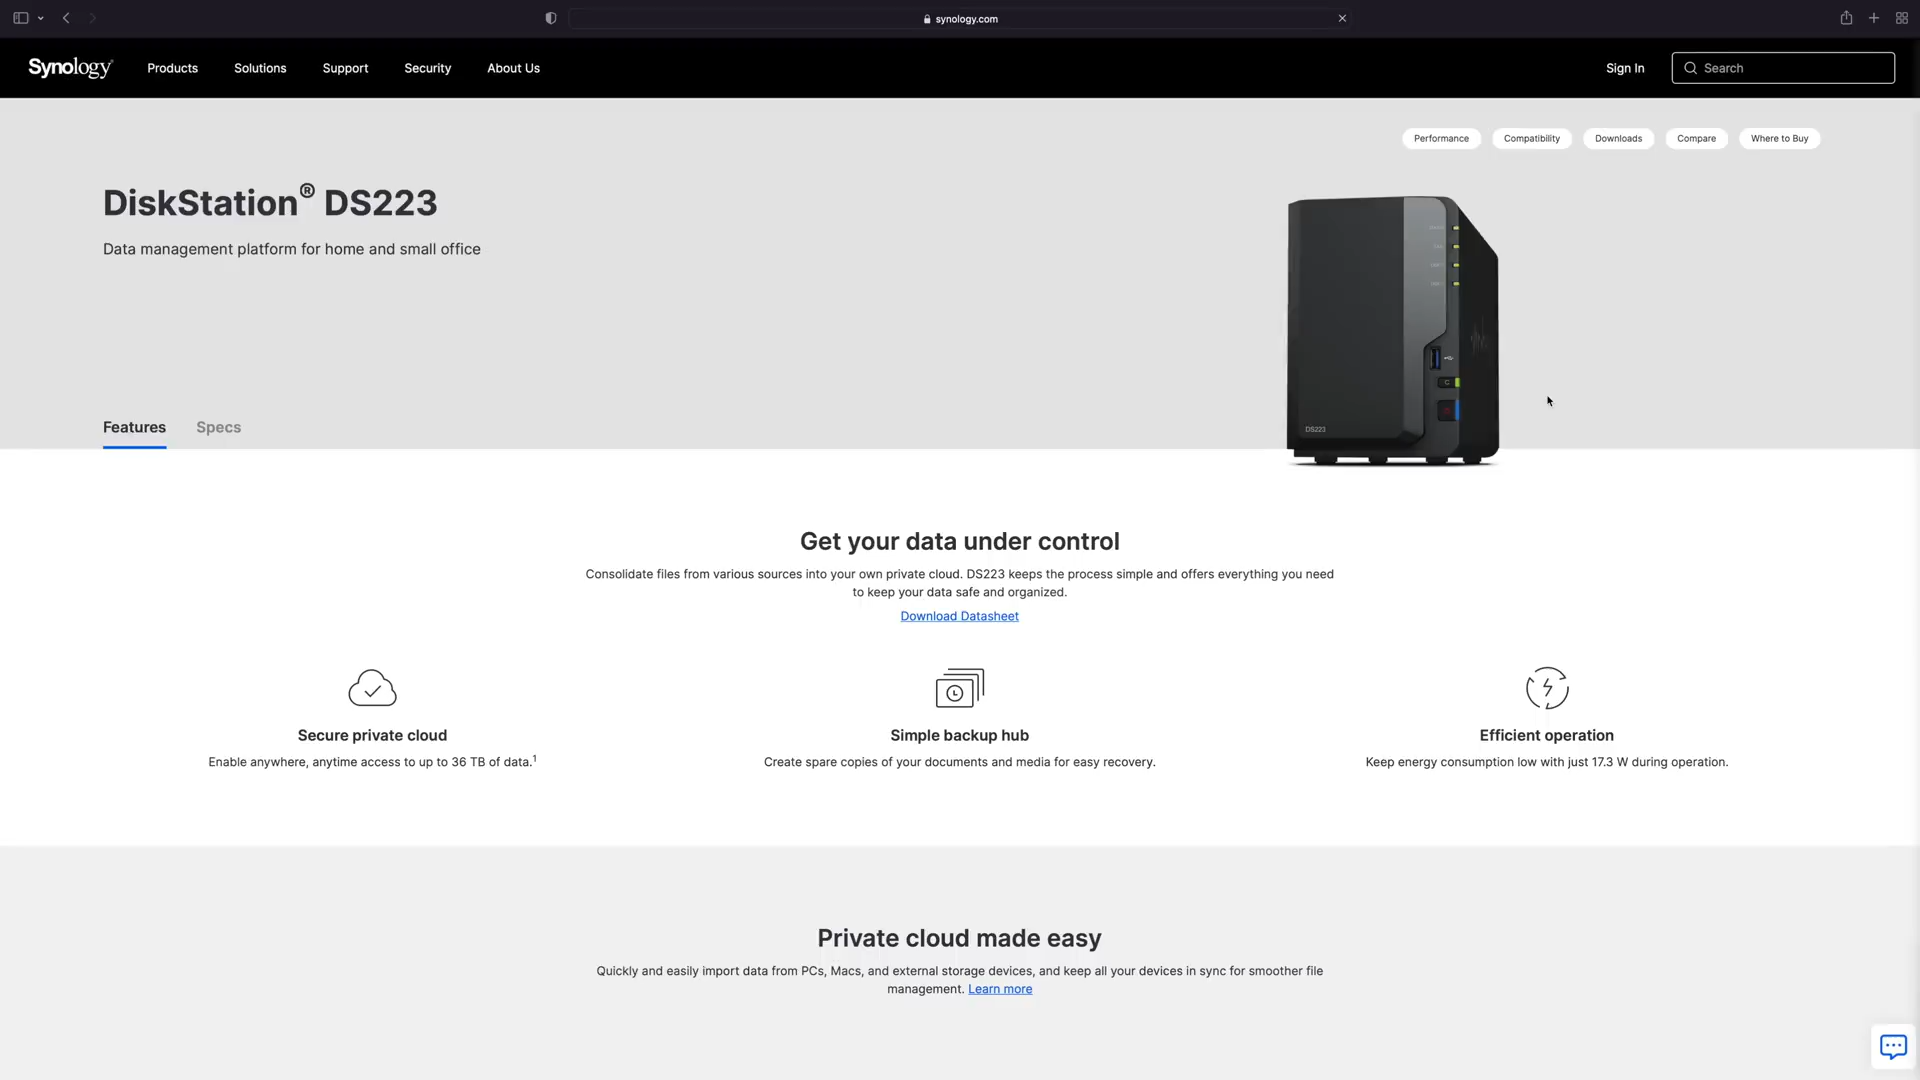 synology.com
Synology®
Products
Solutions
Support
Security
About Us
Sign In
Search
Performance
Compatibility
Downloads
Compare
Where to Buy
DiskStation® DS223
Data management platform for home and small office
C
DS223
Features
Specs
Get your data under control
Consolidate files from various sources into your own private cloud. DS223 keeps the process simple and offers everything you need
to keep your data safe and organized.
Download Datasheet
Secure private cloud
Enable anywhere, anytime access to up to 36 TB of data.1
Simple backup hub
Create spare copies of your documents and media for easy recovery.
Efficient operation
Keep energy consumption low with just 17.3 W during operation.
Private cloud made easy
Quickly and easily import data from PCs, Macs, and external storage devices, and keep all your devices in sync for smoother file
management. Learn more